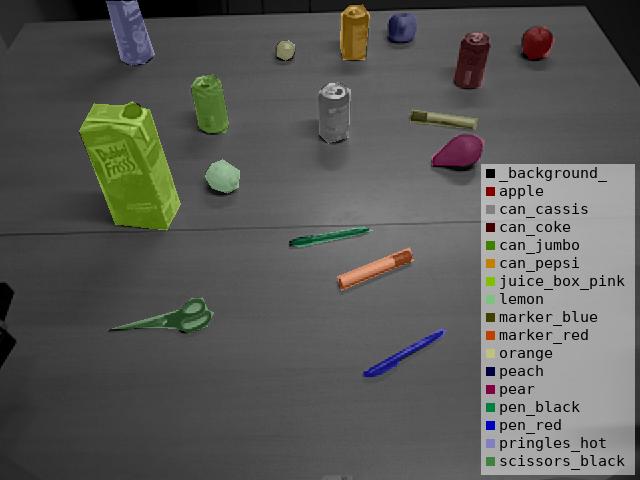 _background_
apple
can_cassis
can_coke
can_jumbo
can_pepsi
juice_box_pink
lemon
marker_blue
marker_red
orange
peach
pear
pen_black
pen_red
pringles_hot
scissors_black